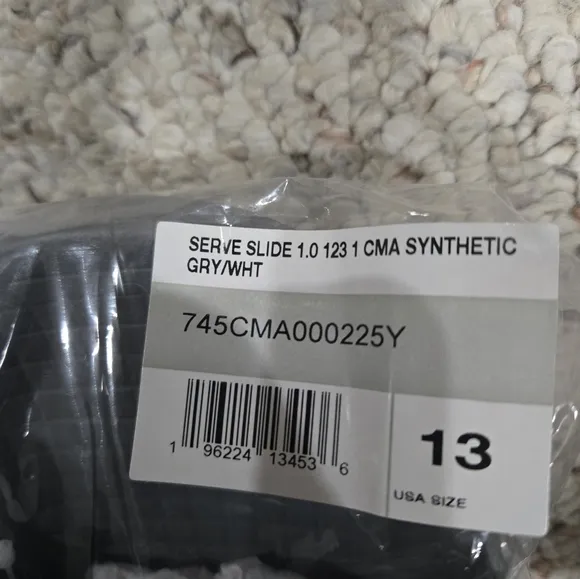 SERVE SLIDE 1.0 123 1 CMA SYNTHETIC
GRY/WHT
745CMA000225Y
1 96224 13453 6
13
USA SIZE